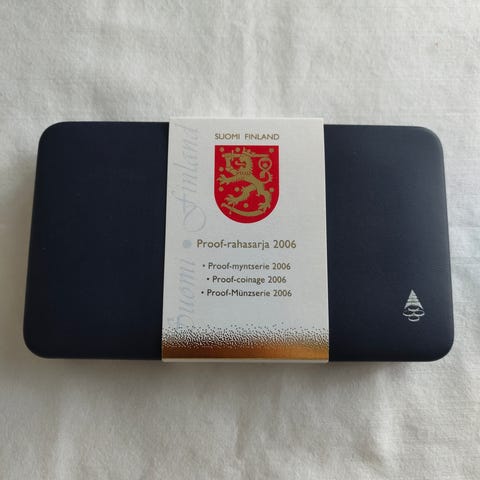 SUOMI FINLAND
Proof-rahasarja 2006
• Proof-myntserie 2006
• Proof-coinage 2006
• Proof-Münzserie 2006
Suomi • Finland